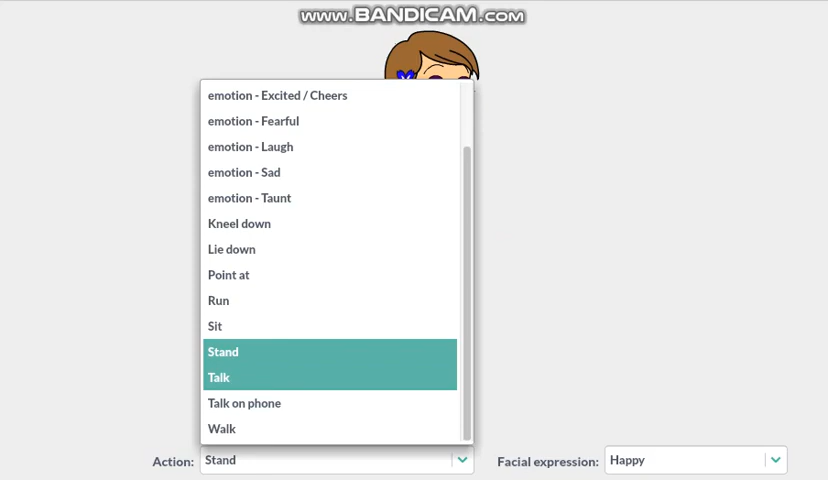 www.BANDICAM.com
emotion - Excited / Cheers
emotion - Fearful
emotion - Laugh
emotion - Sad
emotion - Taunt
Kneel down
Lie down
Point at
Run
Sit
Stand
Talk
Talk on phone
Walk
Action: Stand Facial expression: Happy